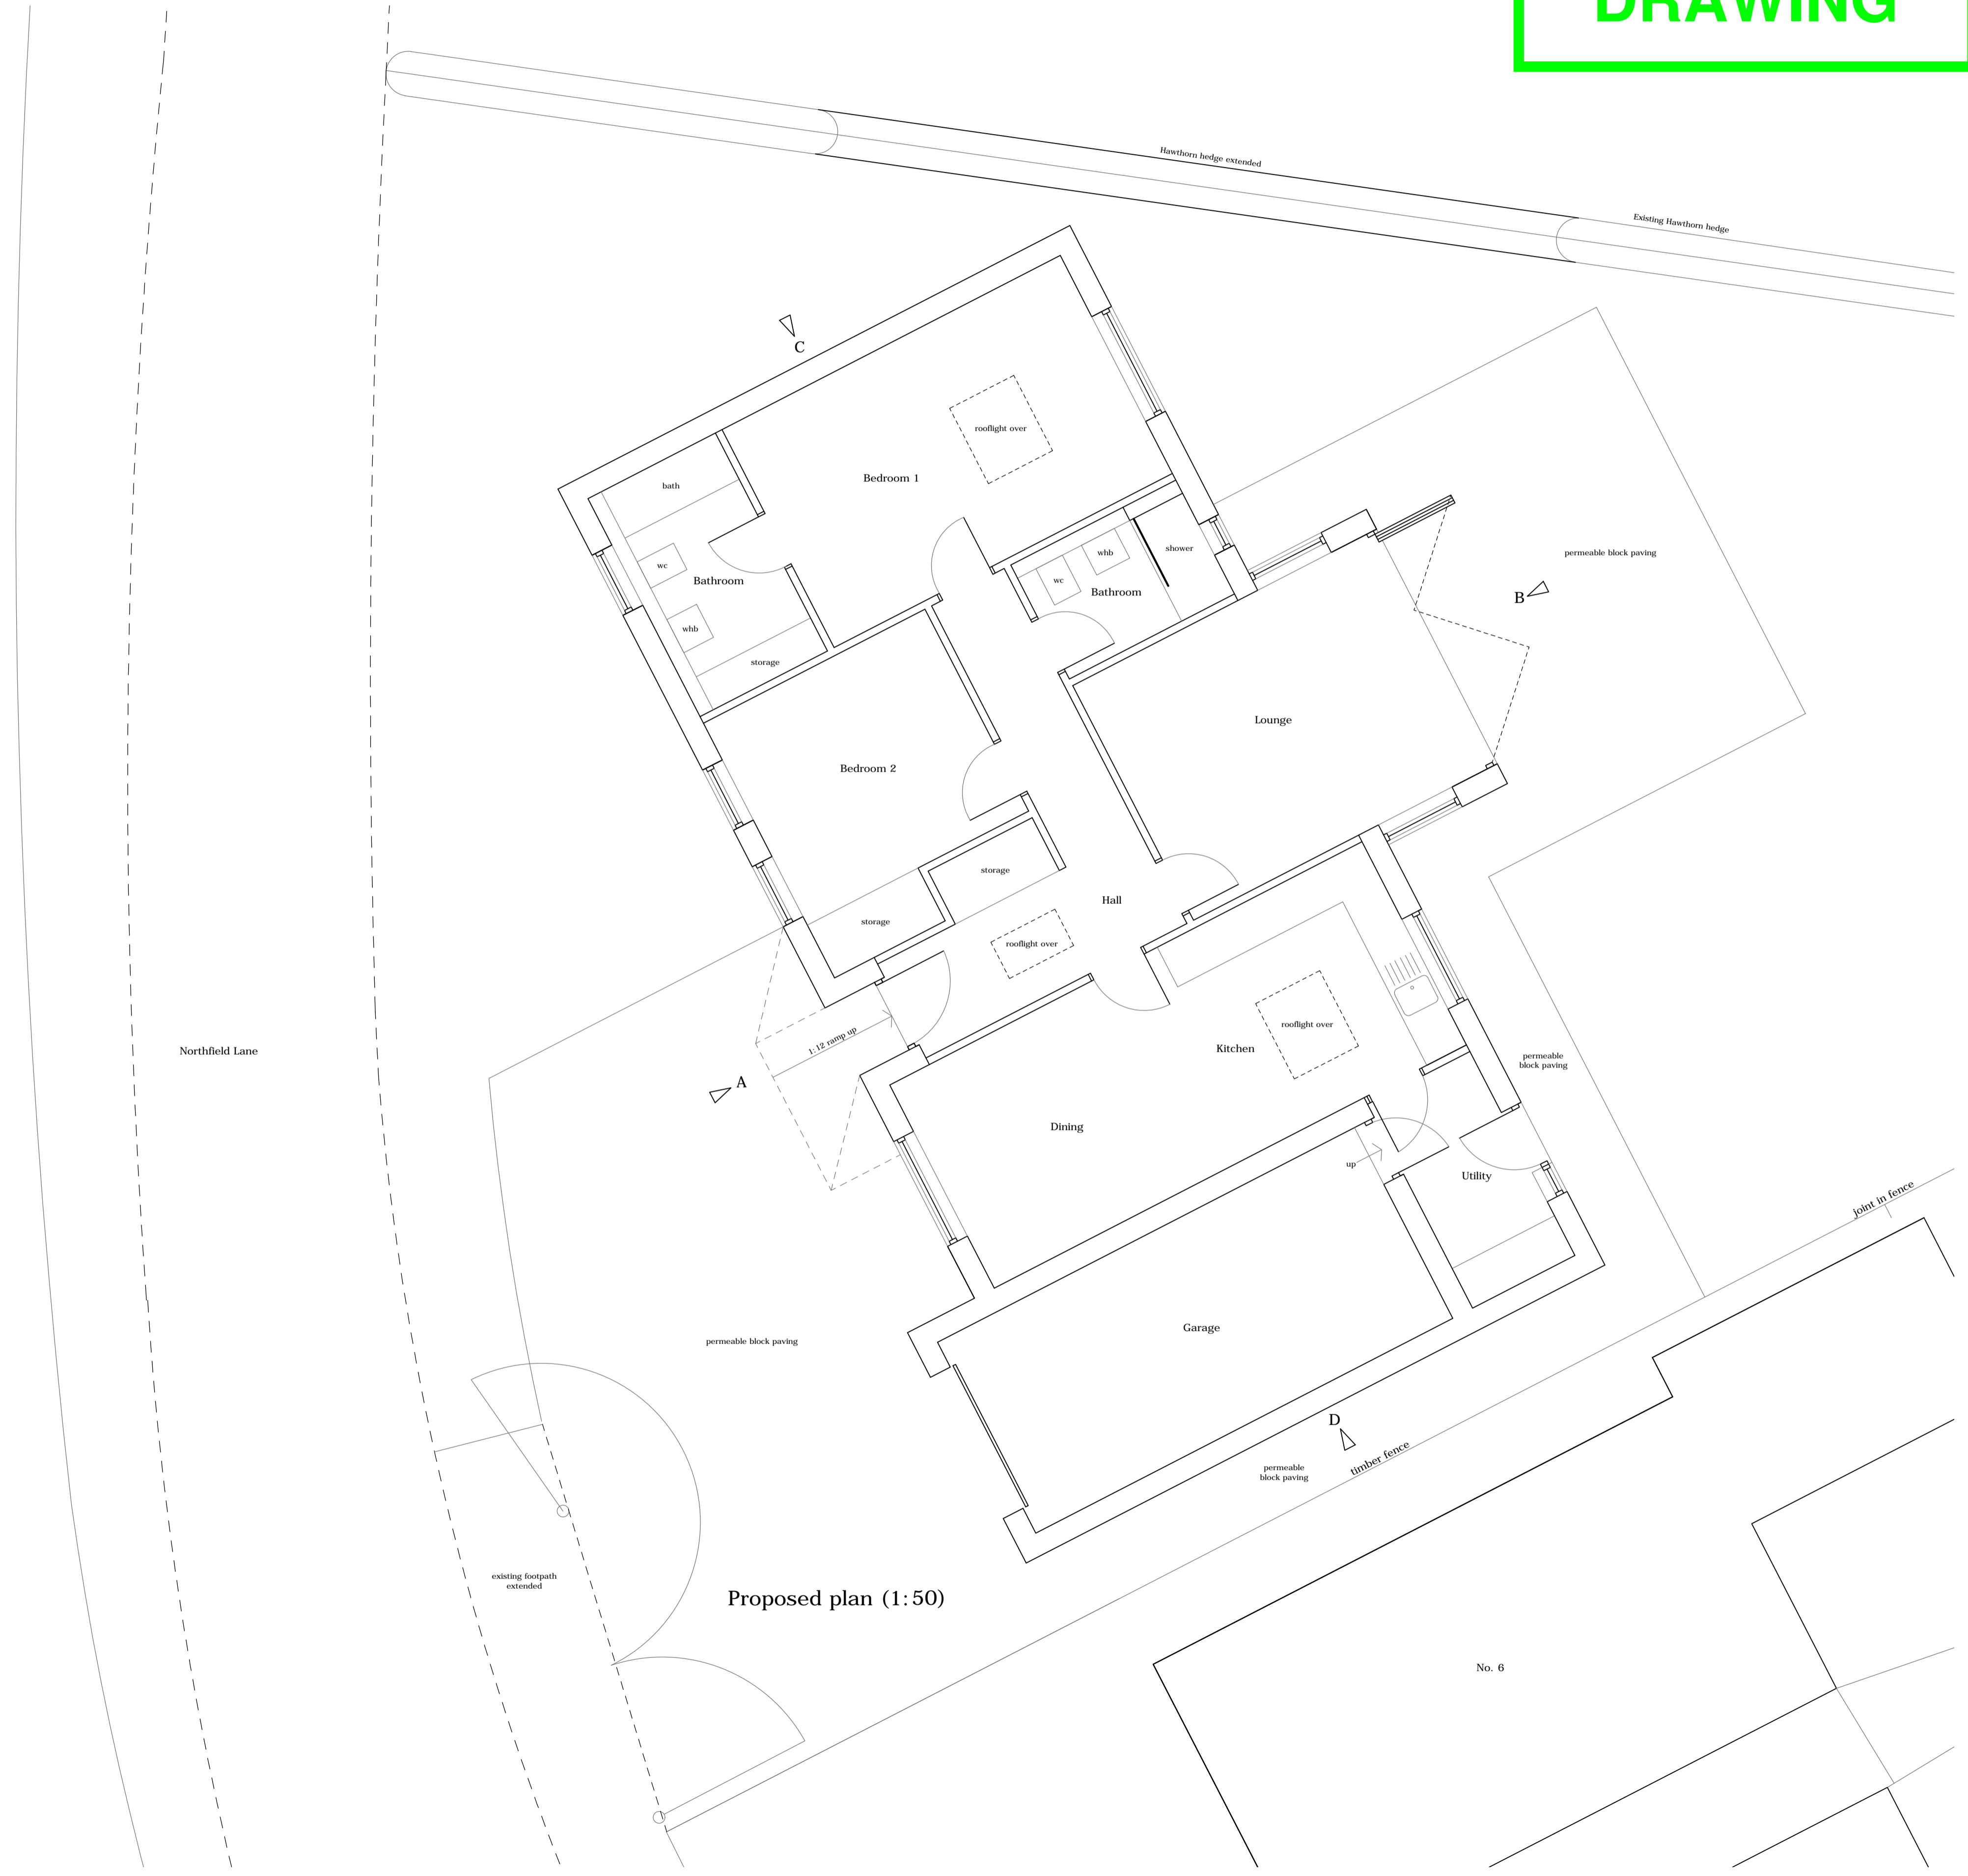 DRAWING
Hawthorn hedge extended
Existing Hawthorn hedge
C
rooflight over
Bedroom 1
bath
wc
Bathroom
whb
storage
whb
shower
wc
Bathroom
permeable block paving
B
Lounge
Bedroom 2
storage
storage
Hall
rooflight over
1:12 ramp up
Northfield Lane
A
rooflight over
Kitchen
permeable
block paving
Dining
up
Utility
joint in fence
permeable block paving
Garage
D
timber fence
permeable
block paving
existing footpath
extended
Proposed plan (1:50)
No. 6